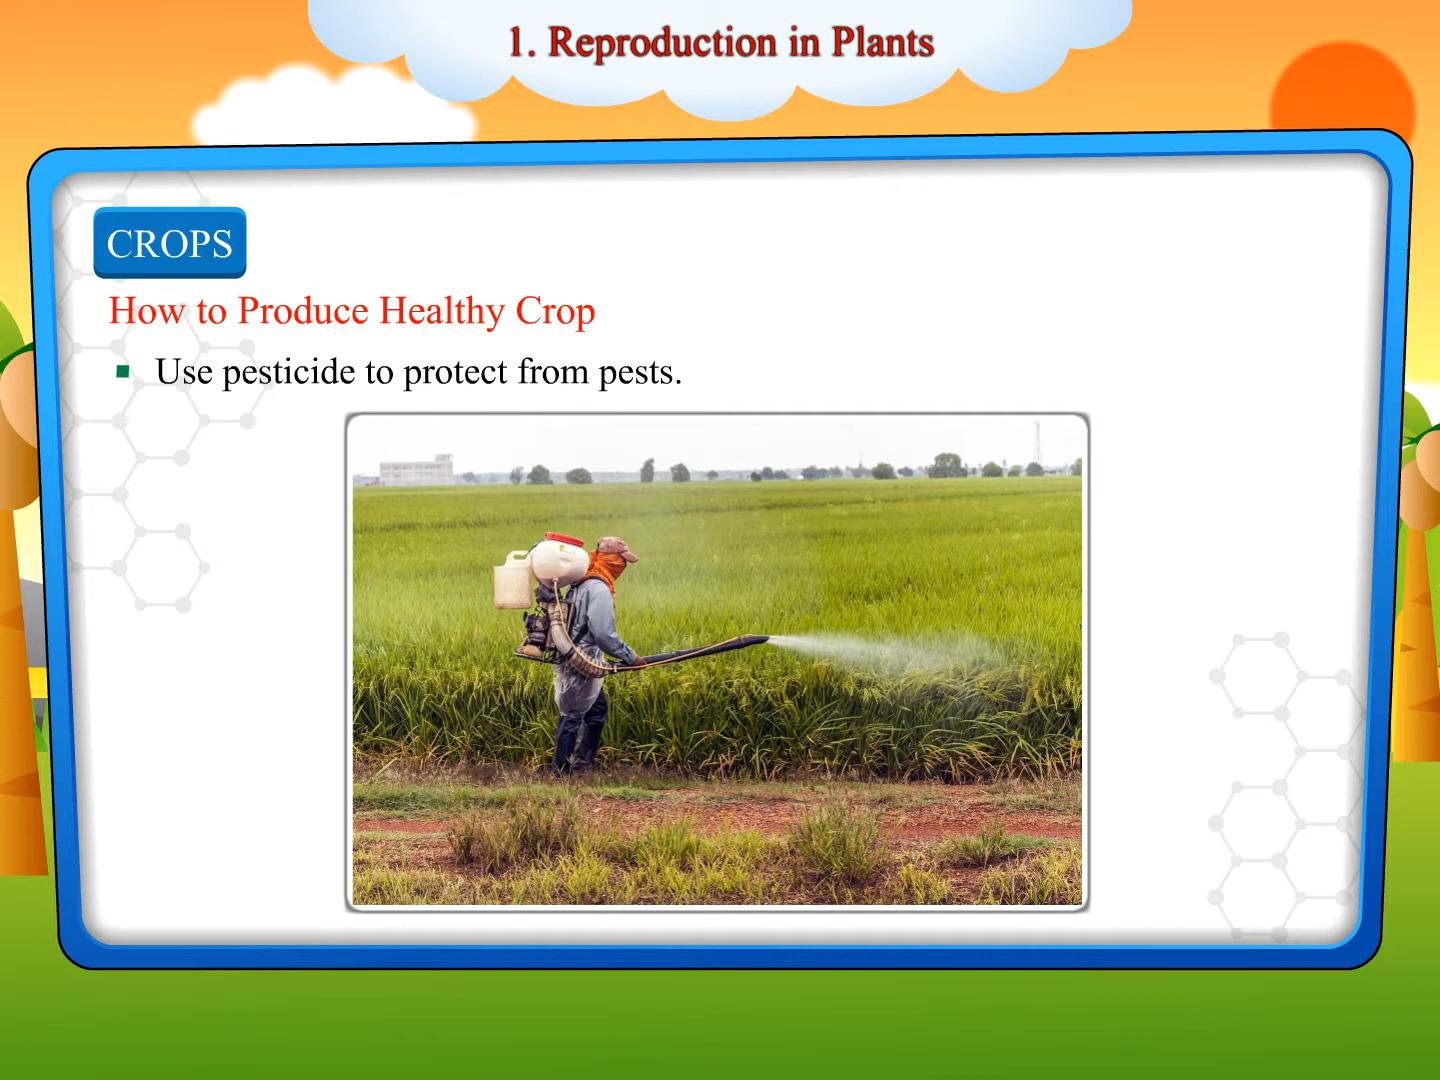 1. Reproduction in Plants
CROPS
How to Produce Healthy Crop
Use pesticide to protect from pests.